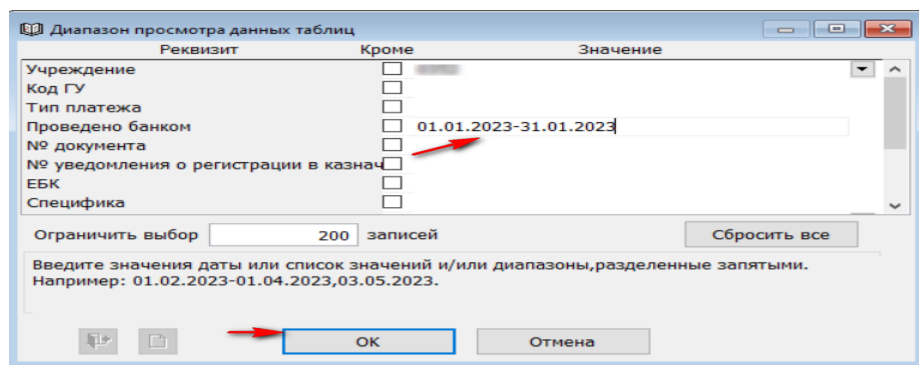 Диапазон просмотра данных таблиц
Реквизит Кроме Значение
Учреждение
Код ГУ
Тип платежа
Проведено банком 01.01.2023-31.01.2023
№ документа
№ уведомления о регистрации в казнач
ЕБК
Специфика
Ограничить выбор 200 записей Сбросить все
Введите значения даты или список значений и/или диапазоны,разделенные запятыми.
Например: 01.02.2023-01.04.2023,03.05.2023.
ОК Отмена